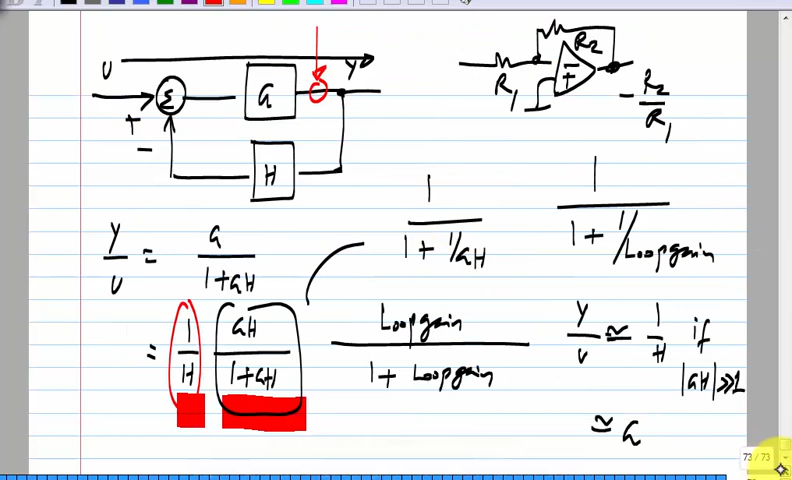 U Σ G Y
+
−
H
R2
R1
− +
− R2/R1
Y/U = G/(1+GH)
1/(1 + 1/GH)
1/(1 + 1/Loopgain)
= 1/H GH/(1+GH)
Loopgain/(1 + Loopgain)
Y/U ≅ 1/H if |GH| >> 1
≅ G
73 / 73